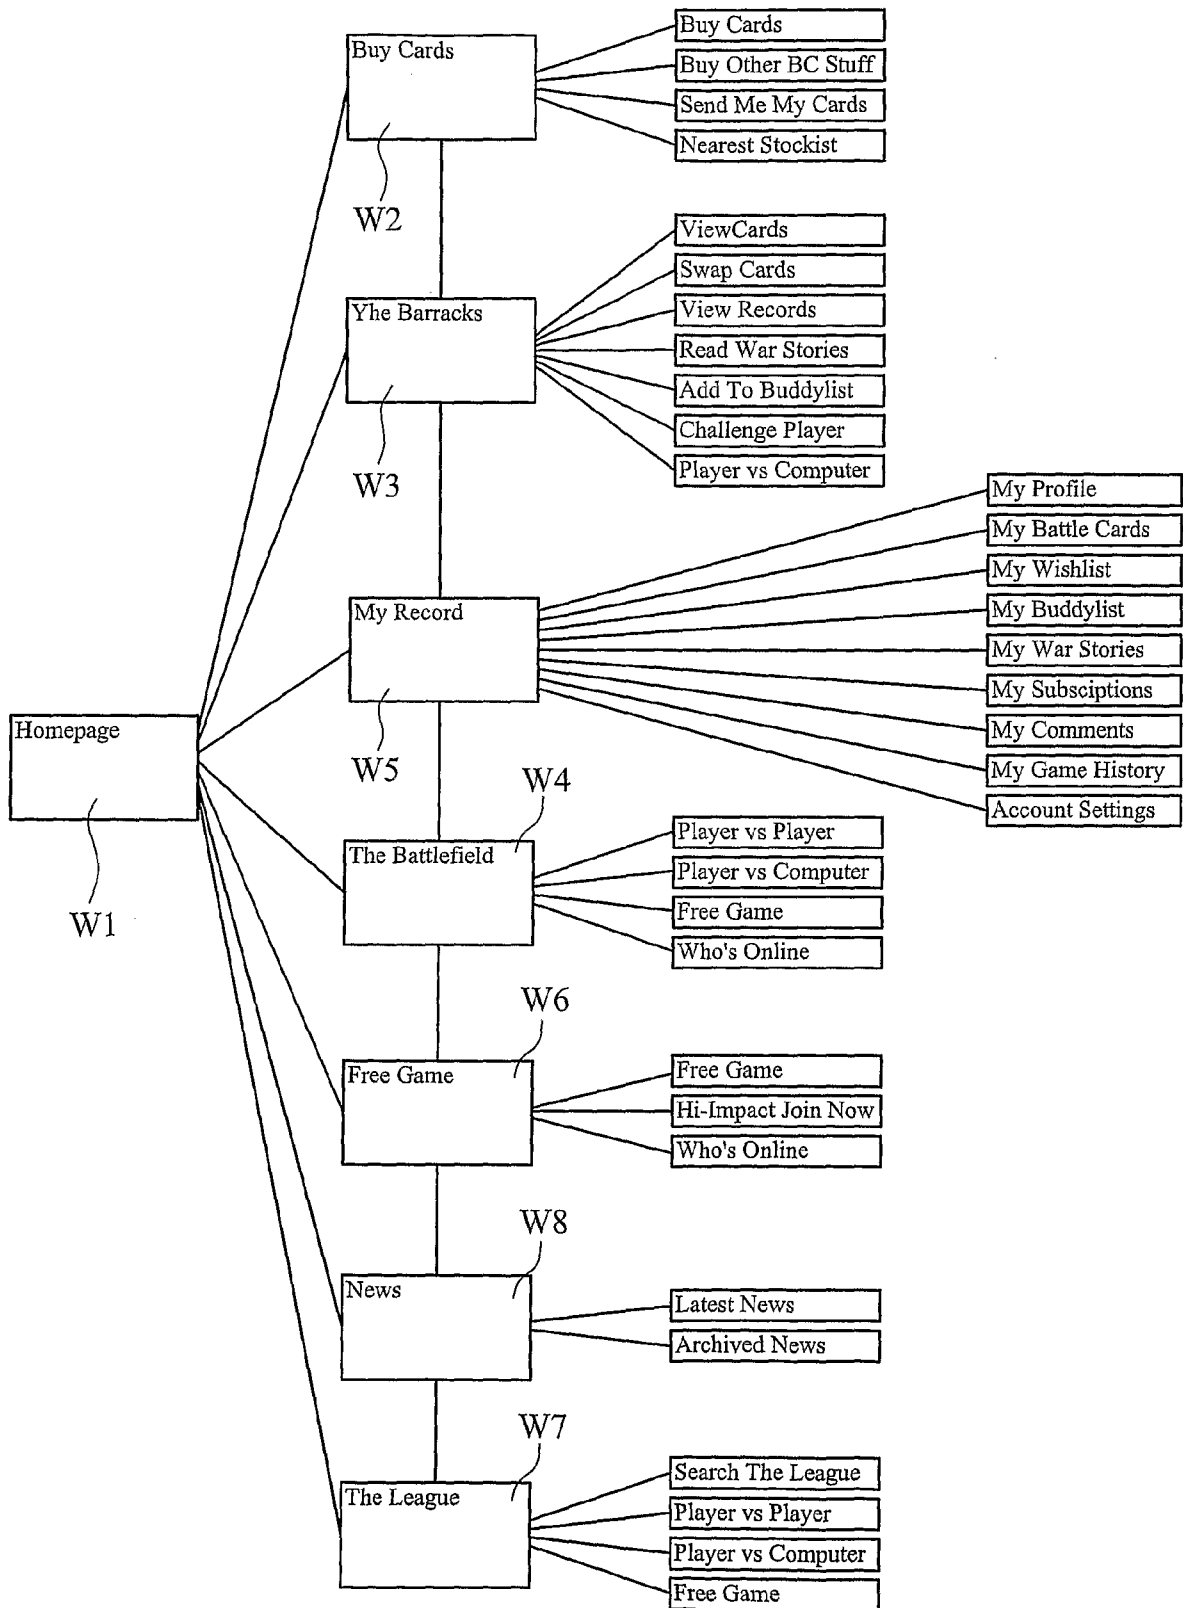 Homepage
W1
Buy Cards
W2
Buy Cards
Buy Other BC Stuff
Send Me My Cards
Nearest Stockist
Yhe Barracks
W3
ViewCards
Swap Cards
View Records
Read War Stories
Add To Buddylist
Challenge Player
Player vs Computer
My Record
W5
My Profile
My Battle Cards
My Wishlist
My Buddylist
My War Stories
My Subsciptions
My Comments
My Game History
Account Settings
W4
The Battlefield
Player vs Player
Player vs Computer
Free Game
Who's Online
W6
Free Game
Free Game
Hi-Impact Join Now
Who's Online
W8
News
Latest News
Archived News
W7
The League
Search The League
Player vs Player
Player vs Computer
Free Game